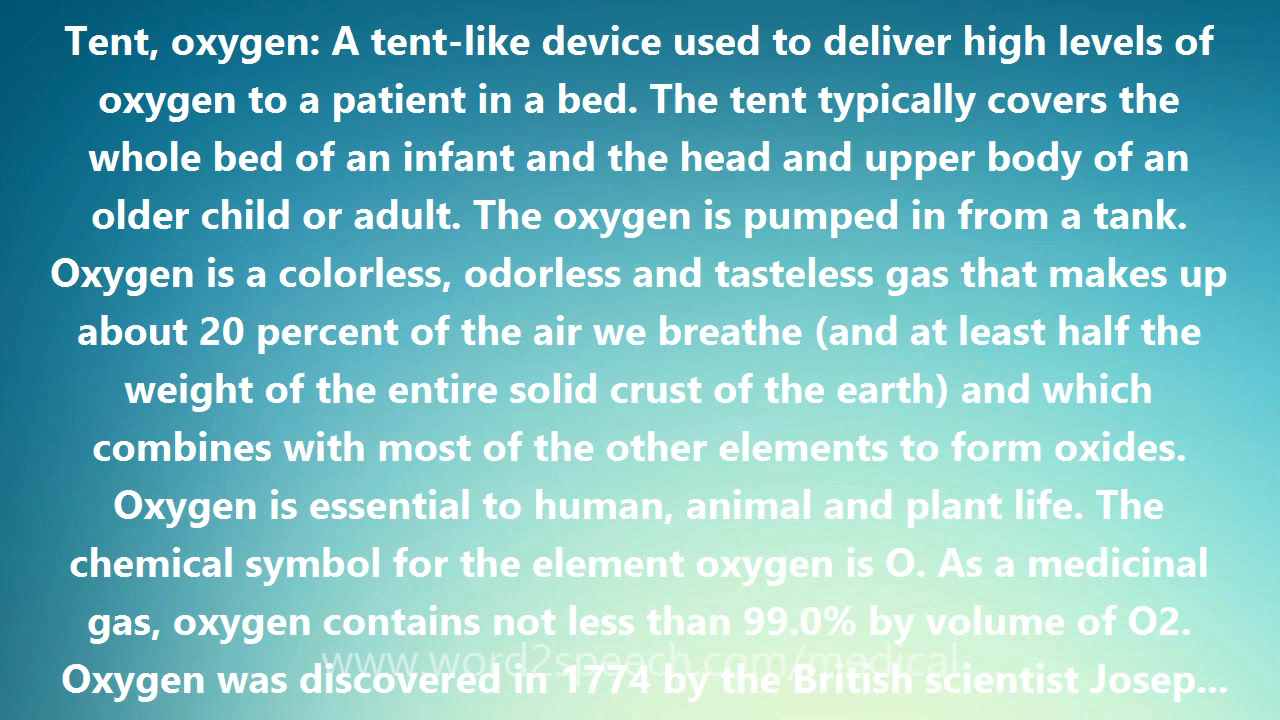 Tent, oxygen: A tent-like device used to deliver high levels of
oxygen to a patient in a bed. The tent typically covers the
whole bed of an infant and the head and upper body of an
older child or adult. The oxygen is pumped in from a tank.
Oxygen is a colorless, odorless and tasteless gas that makes up
about 20 percent of the air we breathe (and at least half the
weight of the entire solid crust of the earth) and which
combines with most of the other elements to form oxides.
Oxygen is essential to human, animal and plant life. The
chemical symbol for the element oxygen is O. As a medicinal
gas, oxygen contains not less than 99.0% by volume of O2.
www.word2speech.com/medical
Oxygen was discovered in 1774 by the British scientist Josep...